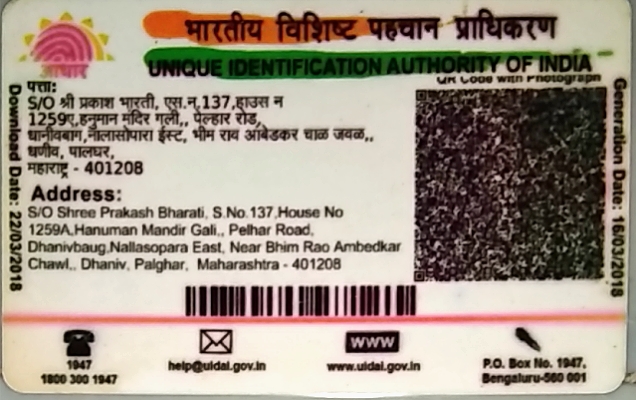 भारतीय विशिष्ट पहचान प्राधिकरण
UNIQUE IDENTIFICATION AUTHORITY OF INDIA
आधार
QR Code with Photograph
पत्ता:
S/O श्री प्रकाश भारती, एस.न.137,हाउस न
1259ए,हनुमान मंदिर गली,, पेल्हार रोड,
धानीवबाग,नालासोपारा ईस्ट, भीम राव आंबेडकर चाळ जवळ,,
धणीव, पालघर,
महाराष्ट्र - 401208
Address:
S/O Shree Prakash Bharati, S.No.137,House No
1259A,Hanuman Mandir Gali,, Pelhar Road,
Dhanivbaug,Nallasopara East, Near Bhim Rao Ambedkar
Chawl,, Dhaniv, Palghar, Maharashtra - 401208
Download Date: 22/03/2018
Generation Date: 16/03/2018
1947
1800 300 1947
help@uidai.gov.in
www
www.uidai.gov.in
P.O. Box No. 1947,
Bengaluru-560 001